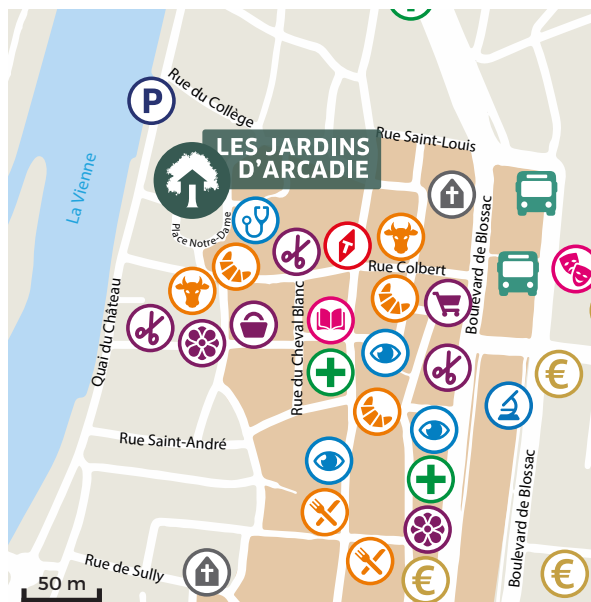 Rue du Collège
P
Rue Saint-Louis
LES JARDINS
D'ARCADIE
La Vienne
Place Notre-Dame
Boulevard de Blossac
Rue Colbert
Quai du Château
Rue du Cheval Blanc
€
Rue Saint-André
Boulevard de Blossac
Rue de Sully
€
€
50 m